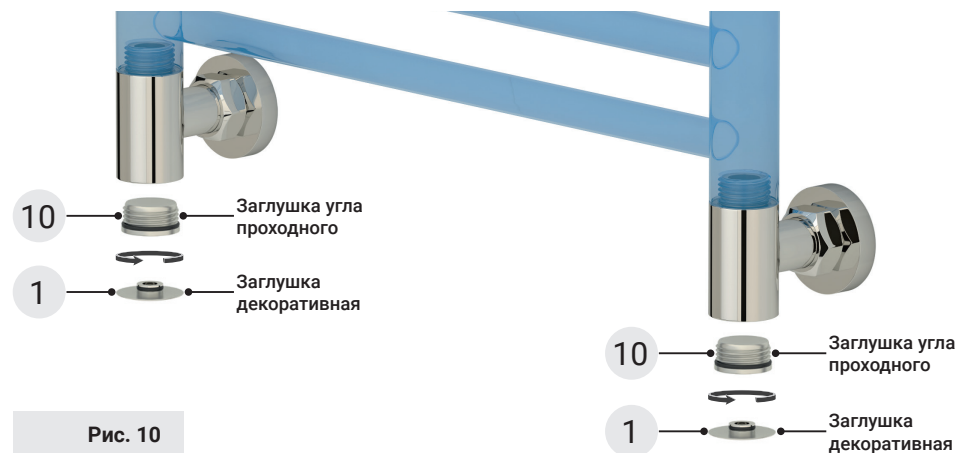 10
Заглушка угла
проходного
1
Заглушка
декоративная
10
Заглушка угла
проходного
1
Заглушка
декоративная
Рис. 10